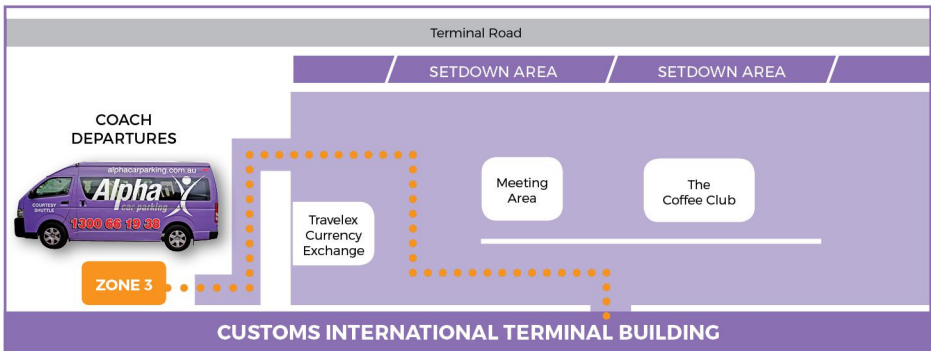 Terminal Road
SETDOWN AREA
SETDOWN AREA
COACH
DEPARTURES
alphacarparking.com.au
Alpha
car parking
COURTESY
SHUTTLE
1300 66 19 38
ZONE 3
Travelex
Currency
Exchange
Meeting
Area
The
Coffee Club
CUSTOMS INTERNATIONAL TERMINAL BUILDING